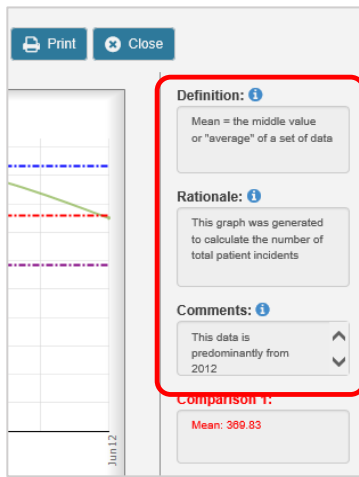 Print
Close
Definition:
Mean = the middle value
or "average" of a set of data
Rationale:
This graph was generated
to calculate the number of
total patient incidents
Comments:
This data is
predominantly from
2012
Comparison 1:
Mean: 369.83
Jun 12